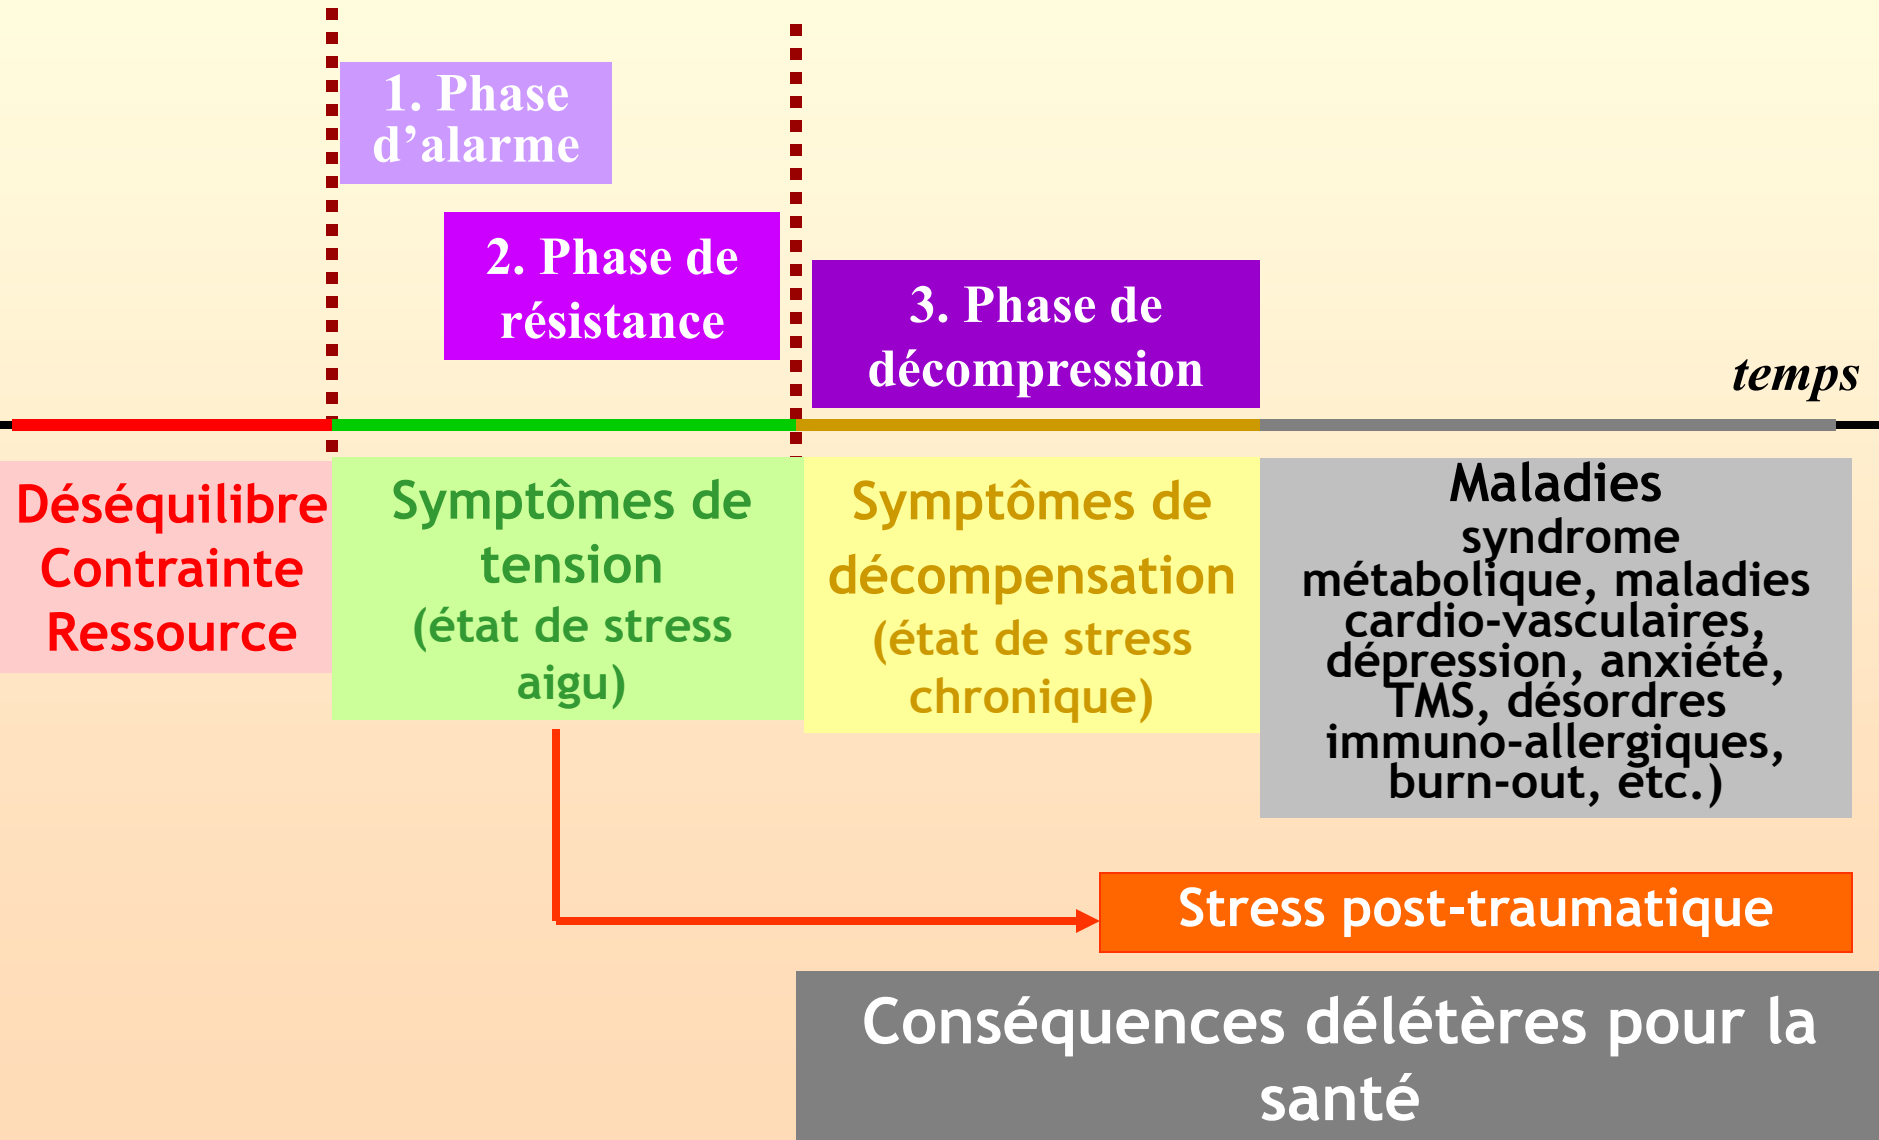 1. Phase
d’alarme
2. Phase de
résistance
3. Phase de
décompression
temps
Déséquilibre
Contrainte
Ressource
Symptômes de
tension
(état de stress
aigu)
Symptômes de
décompensation
(état de stress
chronique)
Maladies
syndrome
métabolique, maladies
cardio-vasculaires,
dépression, anxiété,
TMS, désordres
immuno-allergiques,
burn-out, etc.)
Stress post-traumatique
Conséquences délétères pour la
santé